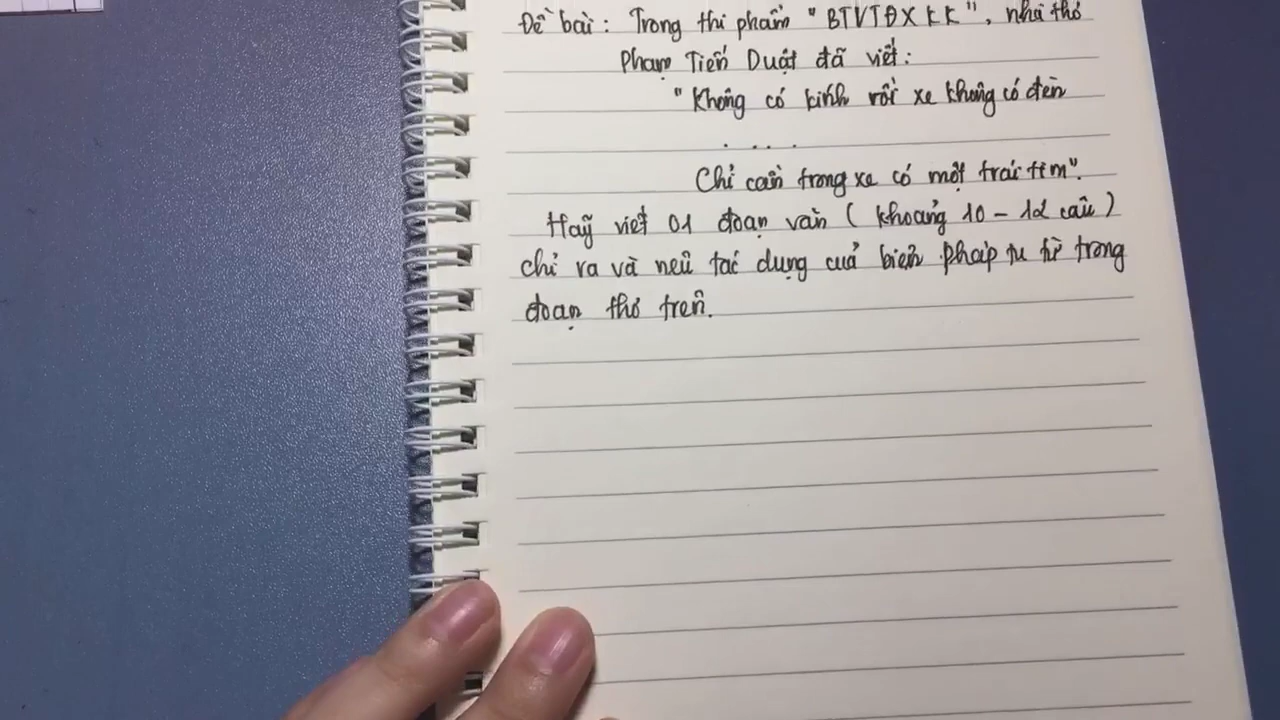 Đề bài: Trong thi phẩm "BTVTĐXKK", nhà thơ
Phạm Tiến Duật đã viết:
"Không có kính rồi xe không có đèn
....
Chỉ cần trong xe có một trái tim".
Hãy viết 01 đoạn văn (khoảng 10 - 12 câu)
chỉ ra và nêu tác dụng của biện pháp tu từ trong
đoạn thơ trên.